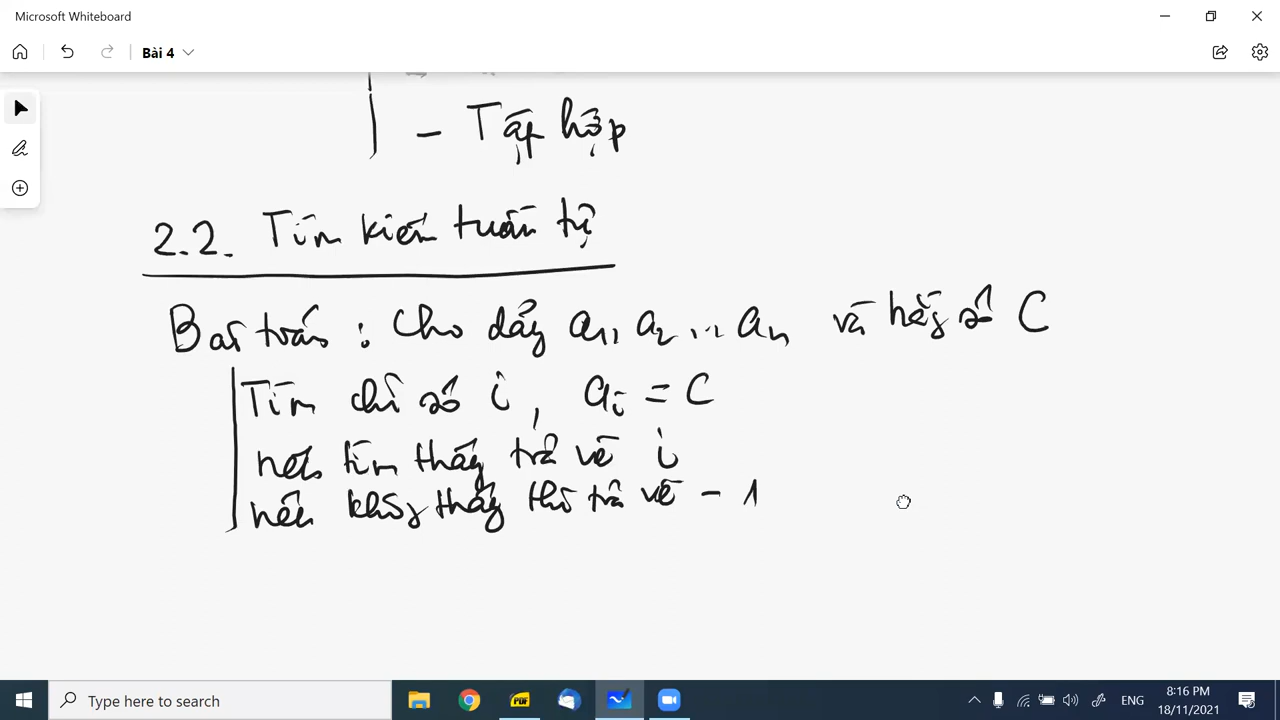 Microsoft Whiteboard
Bài 4
- Tập hợp
2.2. Tìm kiếm tuần tự
Bài toán : Cho dãy a1, a2 ... an và hằng số C
Tìm chỉ số i, ai = C
nếu tìm thấy trả về i
nếu không thấy thì trả về - 1
Type here to search
PDF
ENG
8:16 PM
18/11/2021